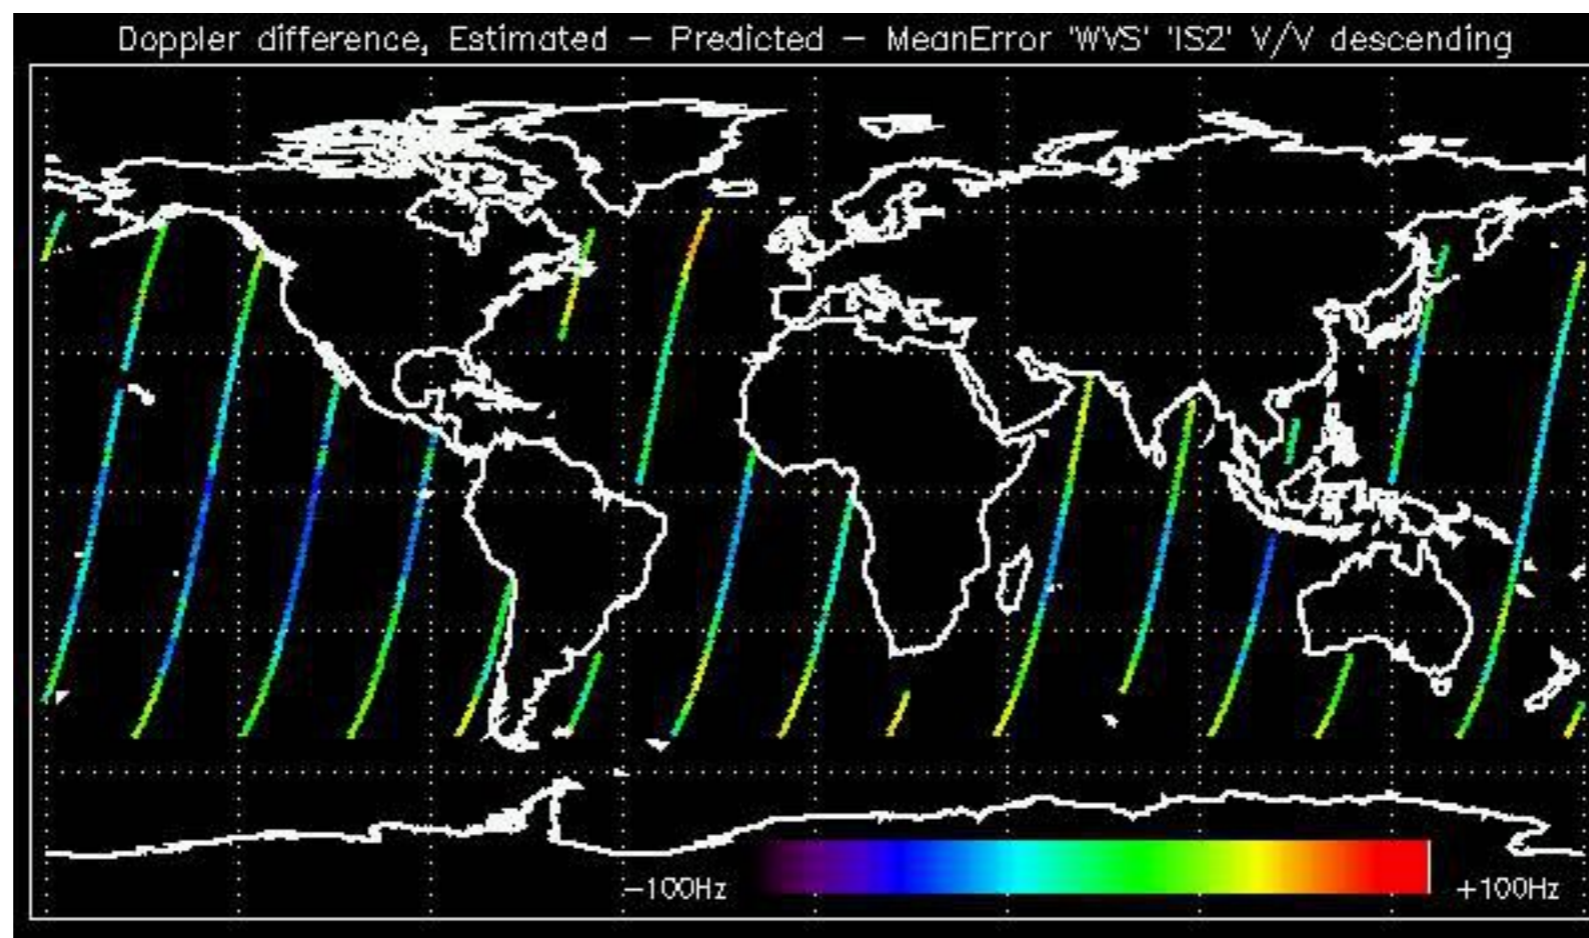 Doppler difference, Estimated - Predicted - MeanError 'WVS' 'IS2' V/V descending
-100Hz +100Hz